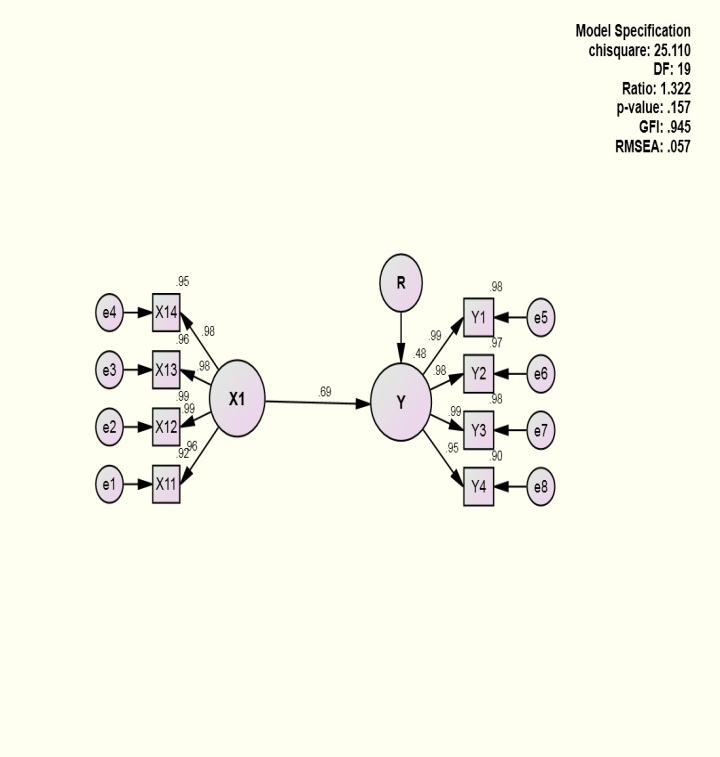 Model Specification
chisquare: 25.110
DF: 19
Ratio: 1.322
p-value: .157
GFI: .945
RMSEA: .057
R
.95
.98
e4
X14
.98
.99
Y1
e5
.96
.98
.48
.97
e3
X13
.98
Y2
e6
.99
.99
X1
.69
Y
.99
.98
e2
X12
Y3
e7
.92
.96
.95
.90
e1
X11
Y4
e8